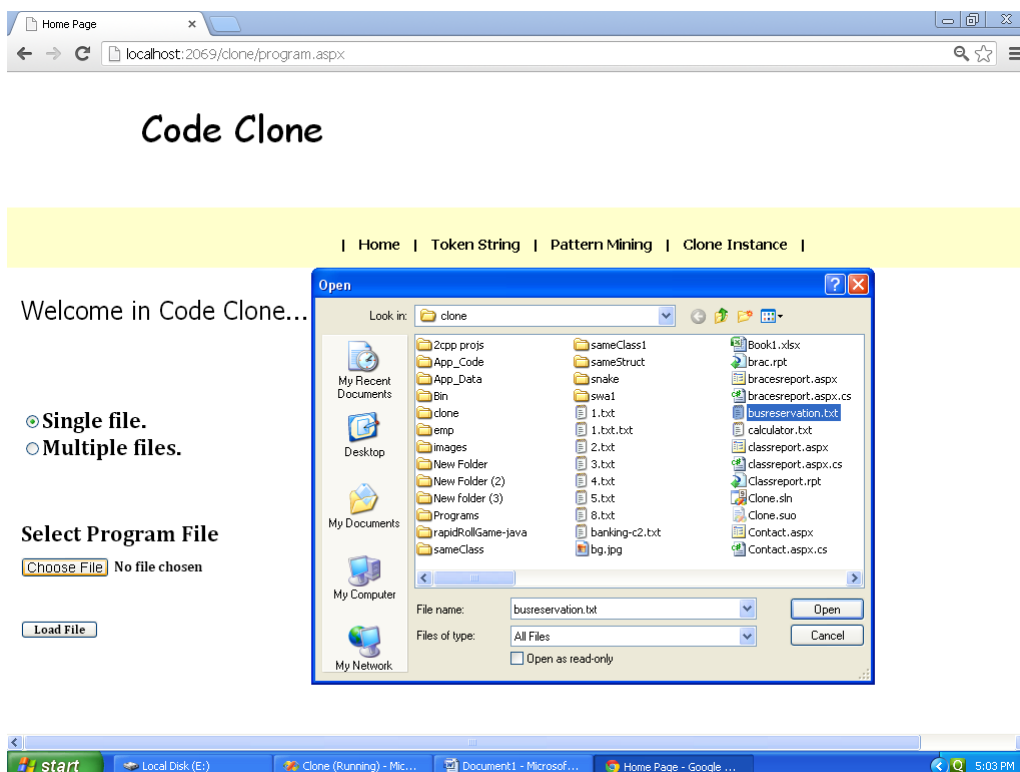 Home Page
localhost:2069/clone/program.aspx
Code Clone
| Home | Token String | Pattern Mining | Clone Instance |
Welcome in Code Clone...
Single file.
Multiple files.
Select Program File
Choose File No file chosen
Load File
Open
Look in: clone
My Recent Documents
Desktop
My Documents
My Computer
My Network
2cpp projs
App_Code
App_Data
Bin
clone
emp
images
New Folder
New Folder (2)
New folder (3)
Programs
rapidRollGame-java
sameClass
sameClass1
sameStruct
snake
swa1
1.txt
1.txt.txt
2.txt
3.txt
4.txt
5.txt
8.txt
banking-c2.txt
bg.jpg
Book1.xlsx
brac.rpt
bracesreport.aspx
bracesreport.aspx.cs
busreservation.txt
calculator.txt
classreport.aspx
classreport.aspx.cs
Classreport.rpt
Clone.sln
Clone.suo
Contact.aspx
Contact.aspx.cs
File name: busreservation.txt Open
Files of type: All Files Cancel
Open as read-only
start Local Disk (E:) Clone (Running) - Mic... Document1 - Microsof... Home Page - Google ... 5:03 PM